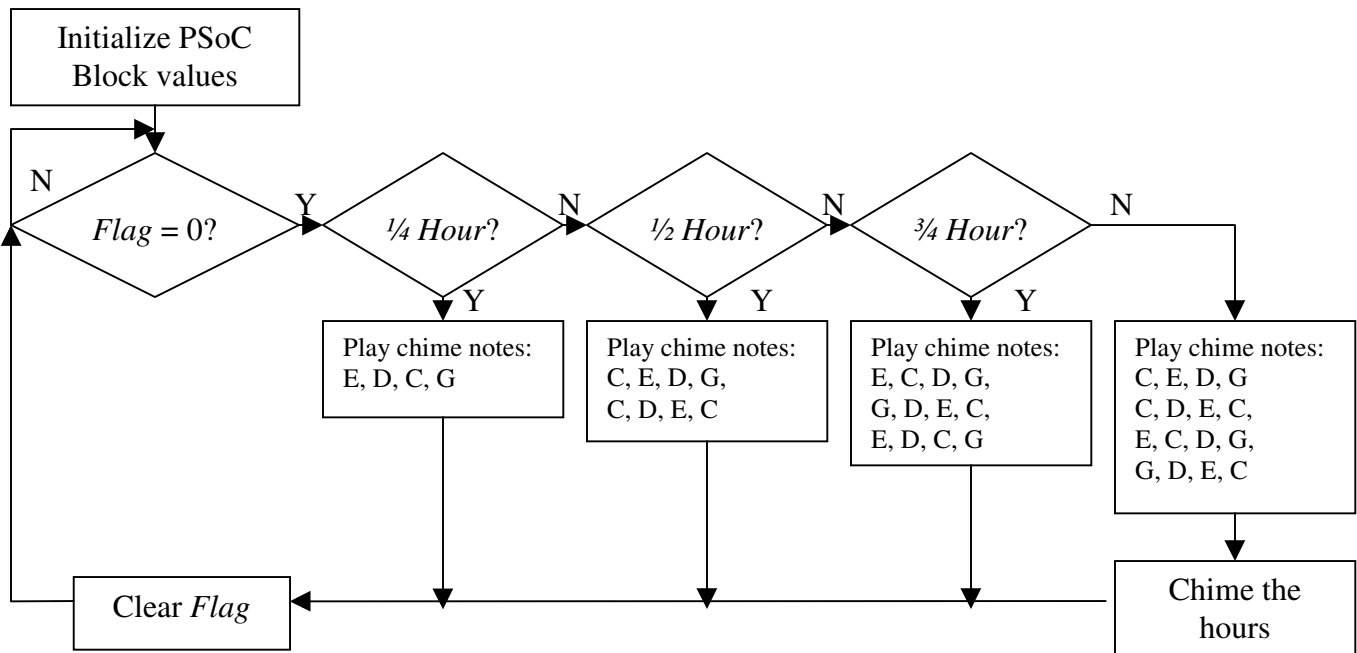 Initialize PSoC
Block values
N
Flag = 0?
Y
¼ Hour?
N
½ Hour?
N
¾ Hour?
N
Y
Y
Y
Play chime notes:
E, D, C, G
Play chime notes:
C, E, D, G,
C, D, E, C
Play chime notes:
E, C, D, G,
G, D, E, C,
E, D, C, G
Play chime notes:
C, E, D, G
C, D, E, C,
E, C, D, G,
G, D, E, C
Clear Flag
Chime the
hours